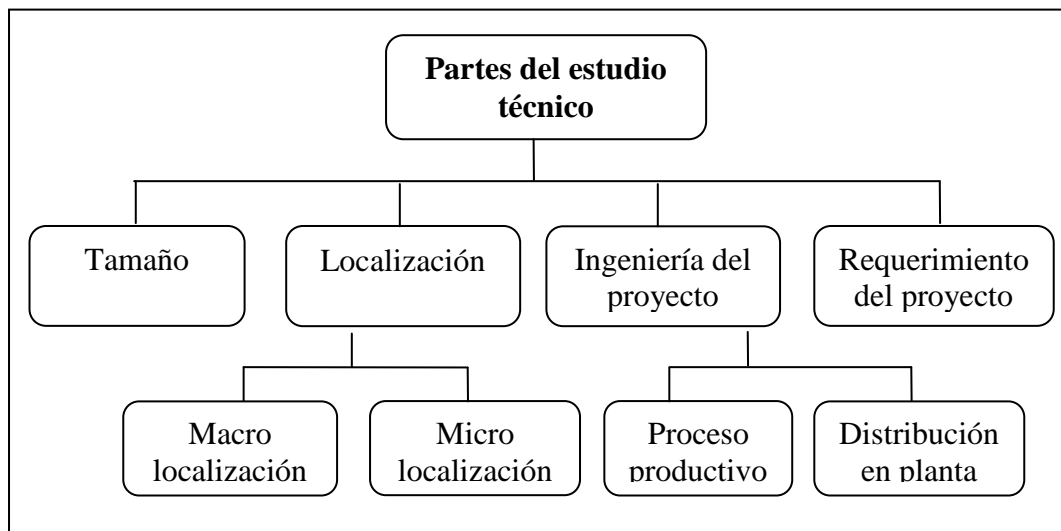 Partes del estudio
técnico
Tamaño
Localización
Ingeniería del
proyecto
Requerimiento
del proyecto
Macro
localización
Micro
localización
Proceso
productivo
Distribución
en planta